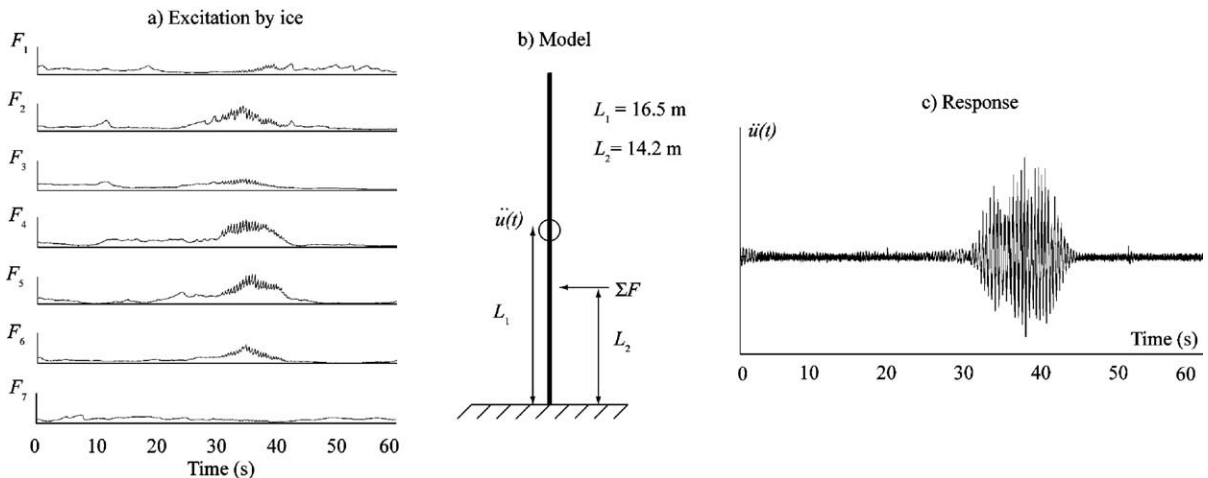 a) Excitation by ice
F₁
F₂
F₃
F₄
F₅
F₆
F₇
0 10 20 30 40 50 60
Time (s)
b) Model
L₁ = 16.5 m
L₂= 14.2 m
ü(t)
ΣF
L₁
L₂
c) Response
ü(t)
Time (s)
0 10 20 30 40 50 60